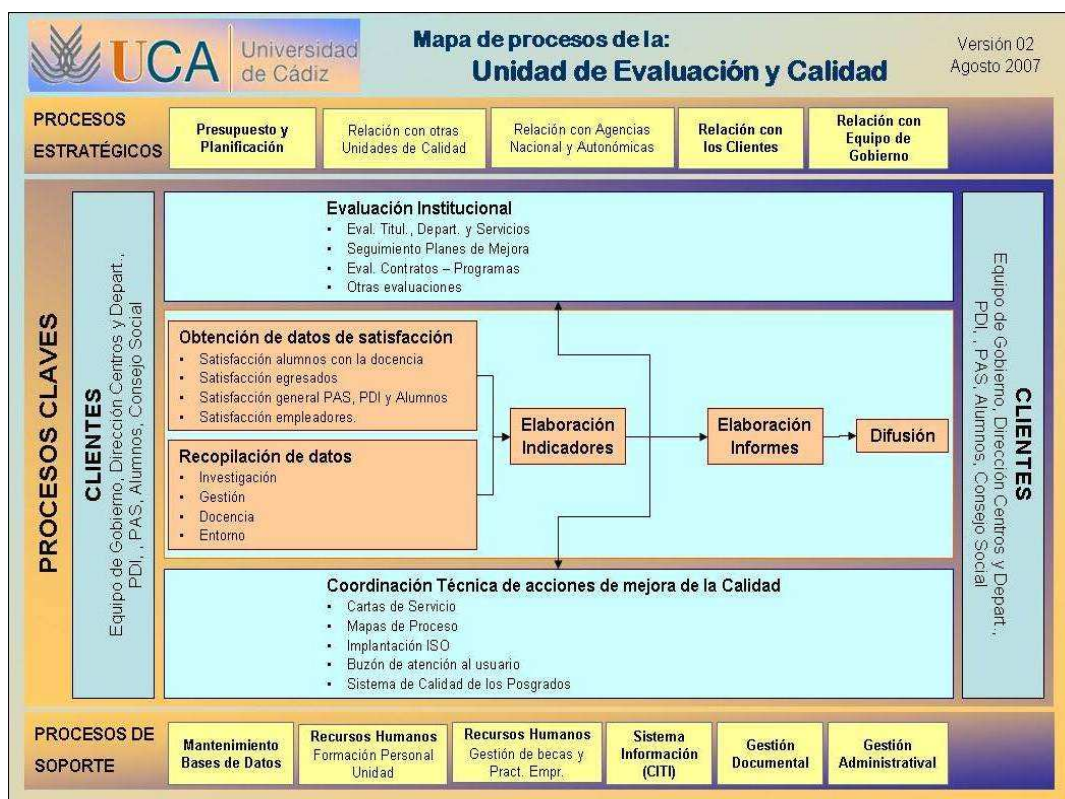 UCA
Universidad
de Cádiz
Mapa de procesos de la:
Unidad de Evaluación y Calidad
Versión 02
Agosto 2007
PROCESOS
ESTRATÉGICOS
Presupuesto y
Planificación
Relación con otras
Unidades de Calidad
Relación con Agencias
Nacional y Autonómicas
Relación con
los Clientes
Relación con
Equipo de
Gobierno
PROCESOS CLAVES
CLIENTES
Equipo de Gobierno, Dirección Centros y Depart.,
PDI, , PAS, Alumnos, Consejo Social
Evaluación Institucional
• Eval. Titul., Depart. y Servicios
• Seguimiento Planes de Mejora
• Eval. Contratos – Programas
• Otras evaluaciones
Obtención de datos de satisfacción
• Satisfacción alumnos con la docencia
• Satisfacción egresados
• Satisfacción general PAS, PDI y Alumnos
• Satisfacción empleadores.
Recopilación de datos
• Investigación
• Gestión
• Docencia
• Entorno
Elaboración
Indicadores
Elaboración
Informes
Difusión
Coordinación Técnica de acciones de mejora de la Calidad
• Cartas de Servicio
• Mapas de Proceso
• Implantación ISO
• Buzón de atención al usuario
• Sistema de Calidad de los Posgrados
CLIENTES
Equipo de Gobierno, Dirección Centros y Depart.,
PDI, , PAS, Alumnos, Consejo Social
PROCESOS DE
SOPORTE
Mantenimiento
Bases de Datos
Recursos Humanos
Formación Personal
Unidad
Recursos Humanos
Gestión de becas y
Pract. Empr.
Sistema
Información
(CITI)
Gestión
Documental
Gestión
Administratival